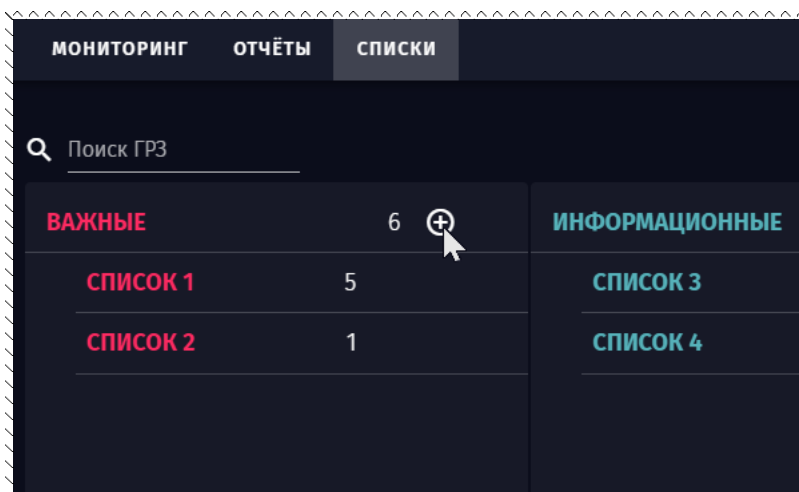 МОНИТОРИНГ ОТЧЁТЫ СПИСКИ
Поиск ГРЗ
ВАЖНЫЕ 6 ИНФОРМАЦИОННЫЕ
СПИСОК 1 5 СПИСОК 3
СПИСОК 2 1 СПИСОК 4